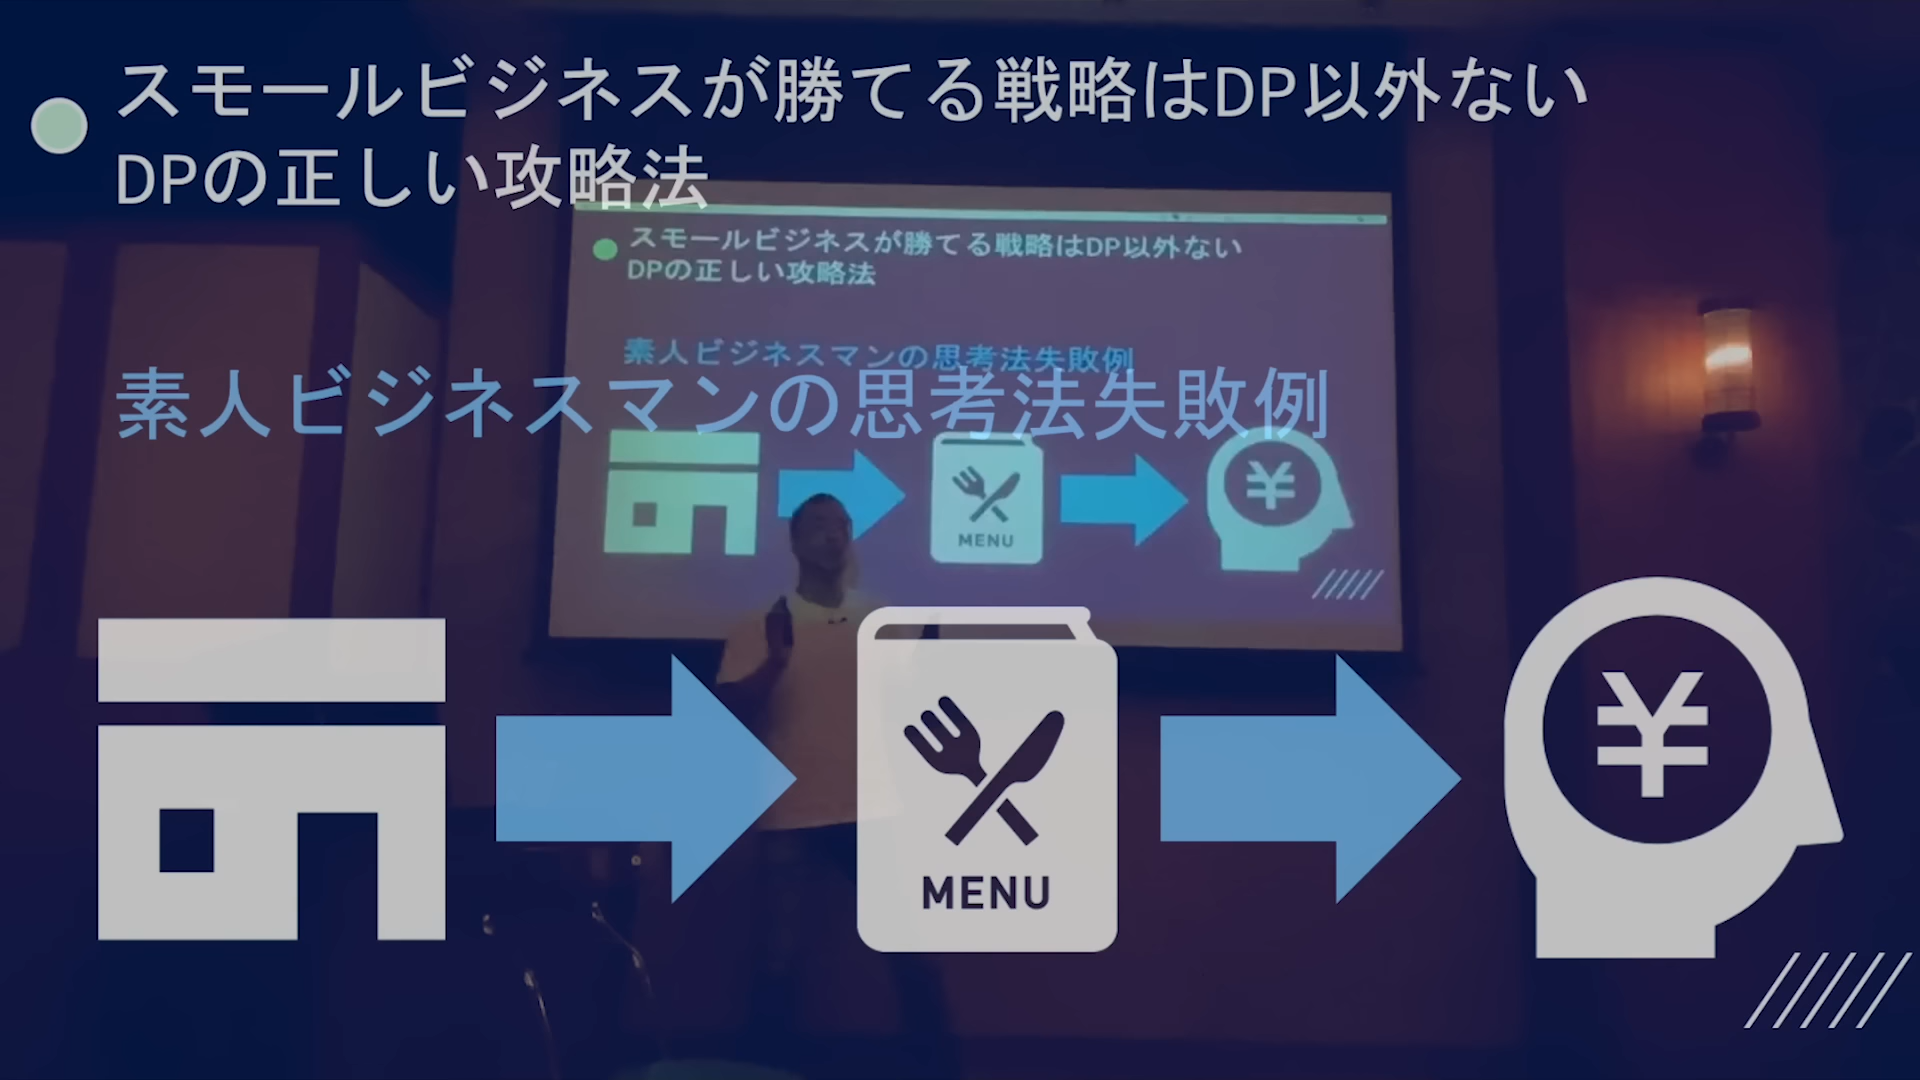 スモールビジネスが勝てる戦略はDP以外ない
DPの正しい攻略法
素人ビジネスマンの思考法失敗例
MENU
¥
スモールビジネスが勝てる戦略はDP以外ない
DPの正しい攻略法
素人ビジネスマンの思考法失敗例
MENU
¥